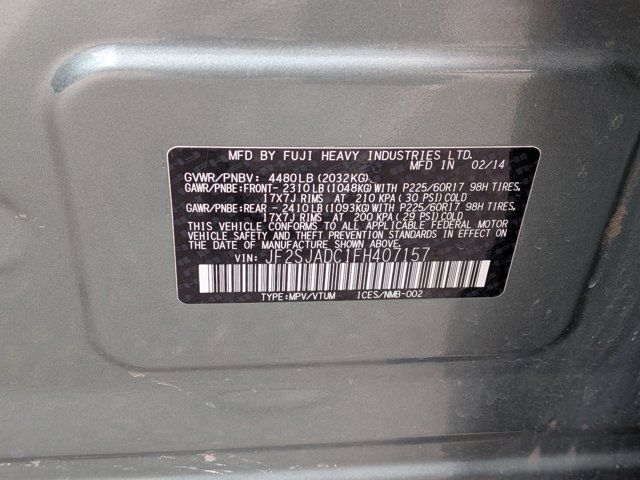 MFD BY FUJI HEAVY INDUSTRIES LTD.
MFD IN 02/14
GVWR/PNBV: 4480LB(2032KG)
GAWR/PNBE:FRONT- 2310LB(1048KG)WITH P225/60R17 98H TIRES,
17X7J RIMS AT 210 KPA(30 PSI)COLD
GAWR/PNBE:REAR -2410LB(1093KG)WITH P225/60R17 98H TIRES,
17X7J RIMS AT 200 KPA(29 PSI)COLD
THIS VEHICLE CONFORMS TO ALL APPLICABLE FEDERAL MOTOR
VEHICLE SAFETY AND THEFT PREVENTION STANDARDS IN EFFECT ON
THE DATE OF MANUFACTURE SHOWN ABOVE.
VIN: JF2SJADC1FH407157
TYPE:MPV/VTUM ICES/NMB-002